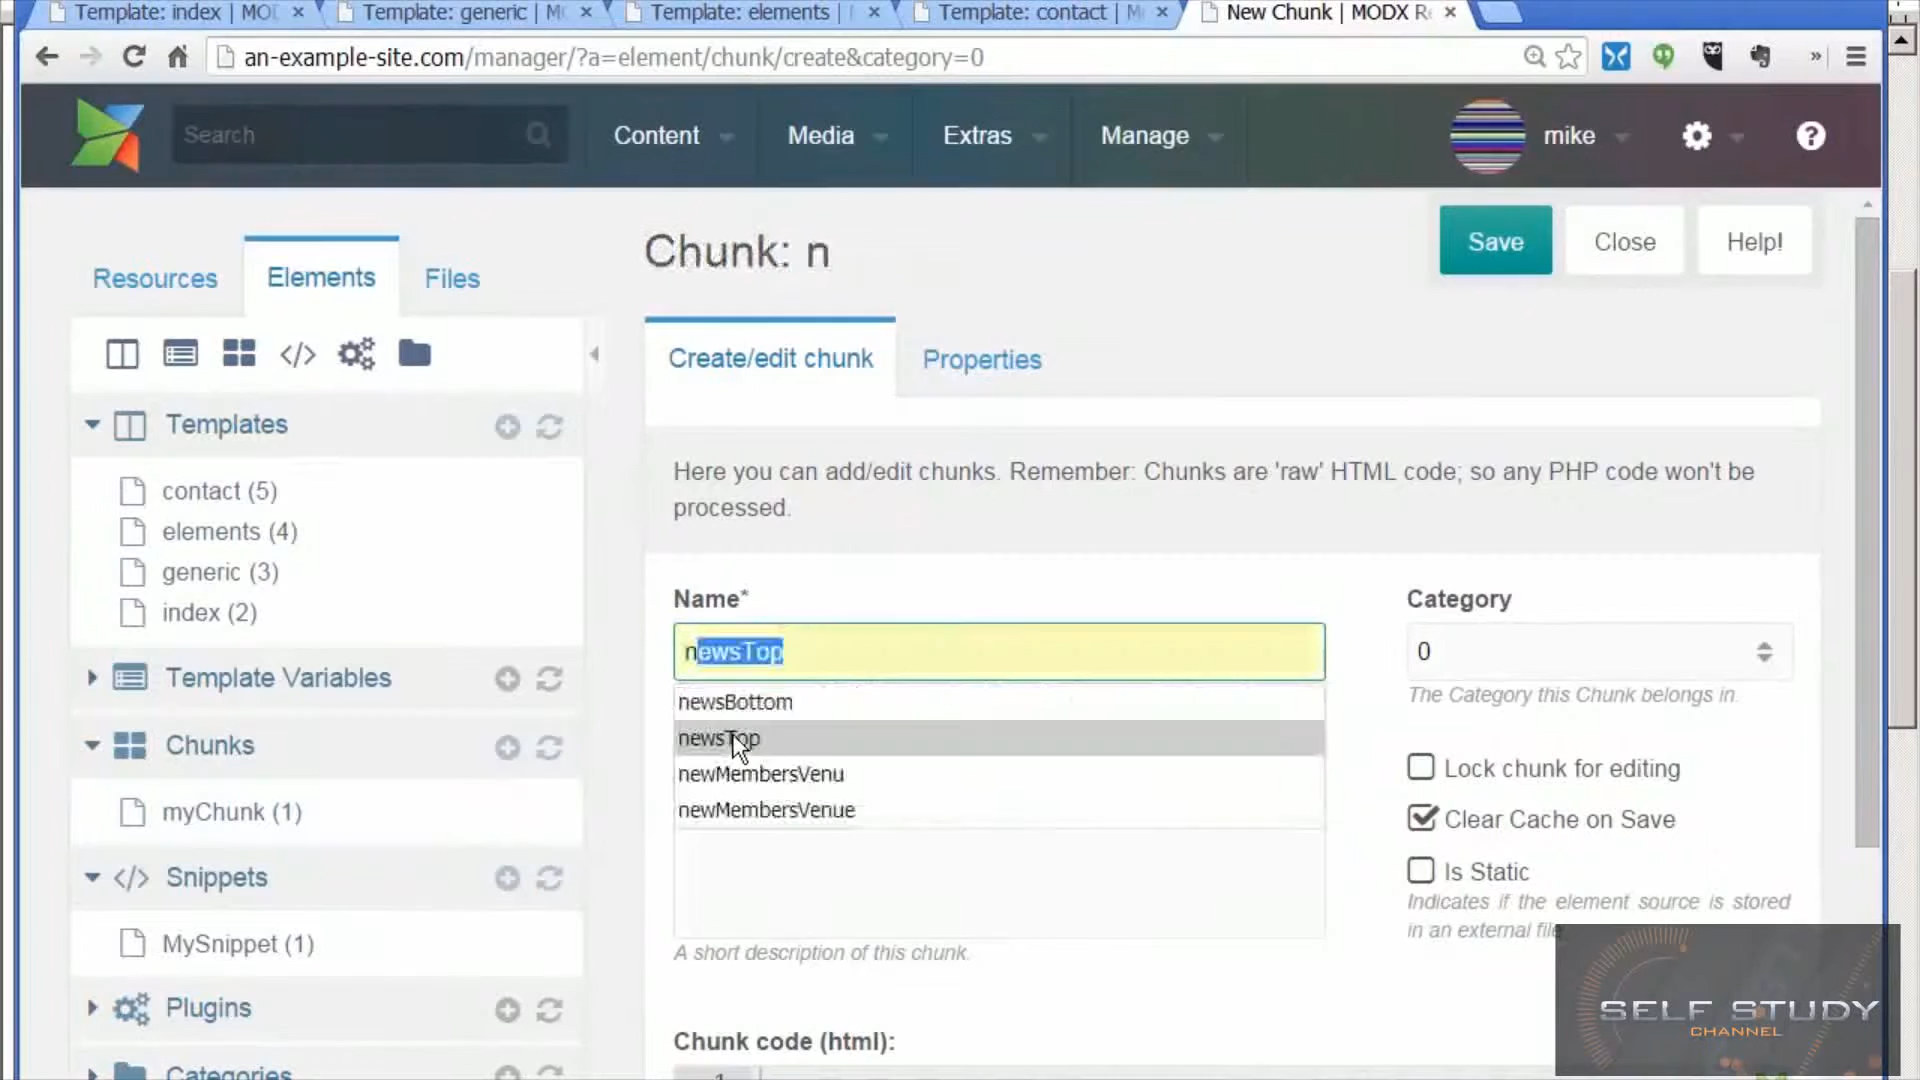 Template: index | MOD
Template: generic | M
Template: elements |
Template: contact | M
New Chunk | MODX Re
an-example-site.com/manager/?a=element/chunk/create&category=0
Search
Content
Media
Extras
Manage
mike
Resources
Elements
Files
Chunk: n
Save
Close
Help!
Create/edit chunk
Properties
Here you can add/edit chunks. Remember: Chunks are 'raw' HTML code; so any PHP code won't be
processed.
Templates
contact (5)
elements (4)
generic (3)
index (2)
Template Variables
Chunks
myChunk (1)
Snippets
MySnippet (1)
Plugins
Categories
Name*
newsTop
newsBottom
newsTop
newMembersVenu
newMembersVenue
A short description of this chunk.
Chunk code (html):
1
Category
0
The Category this Chunk belongs in.
Lock chunk for editing
Clear Cache on Save
Is Static
Indicates if the element source is stored
in an external file
SELF STUDY
CHANNEL